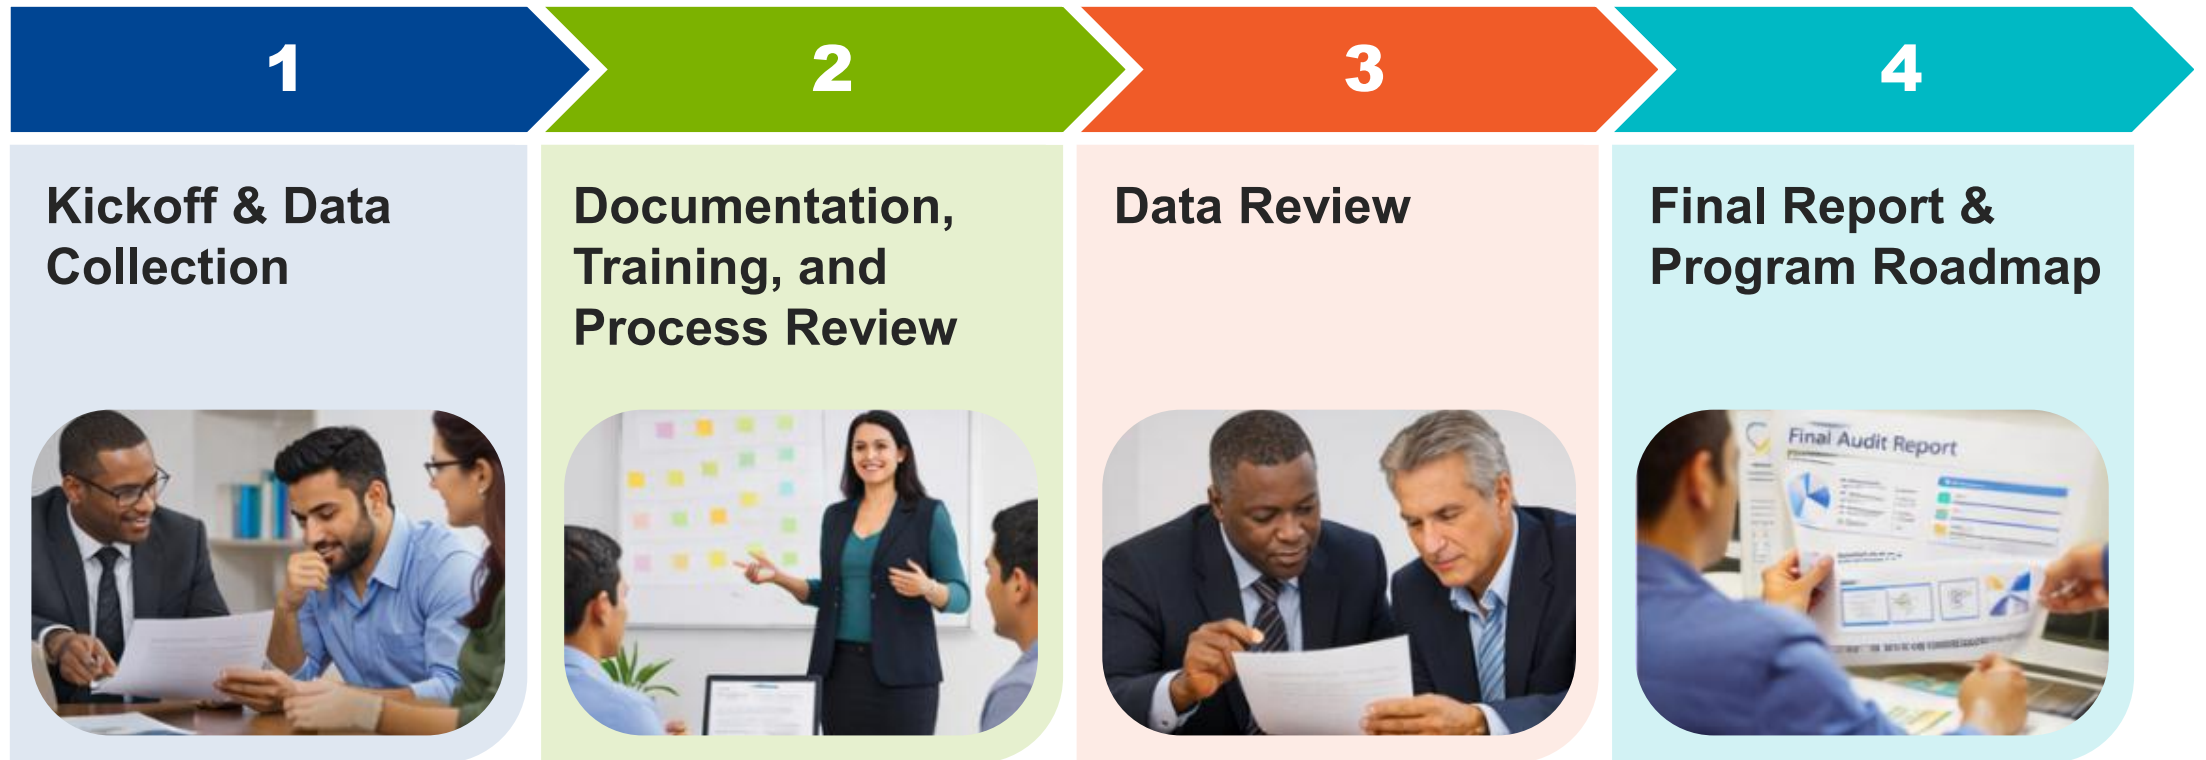 1
2
3
4
Kickoff & Data
Collection
Documentation,
Training, and
Process Review
Data Review
Final Report &
Program Roadmap
Final Audit Report